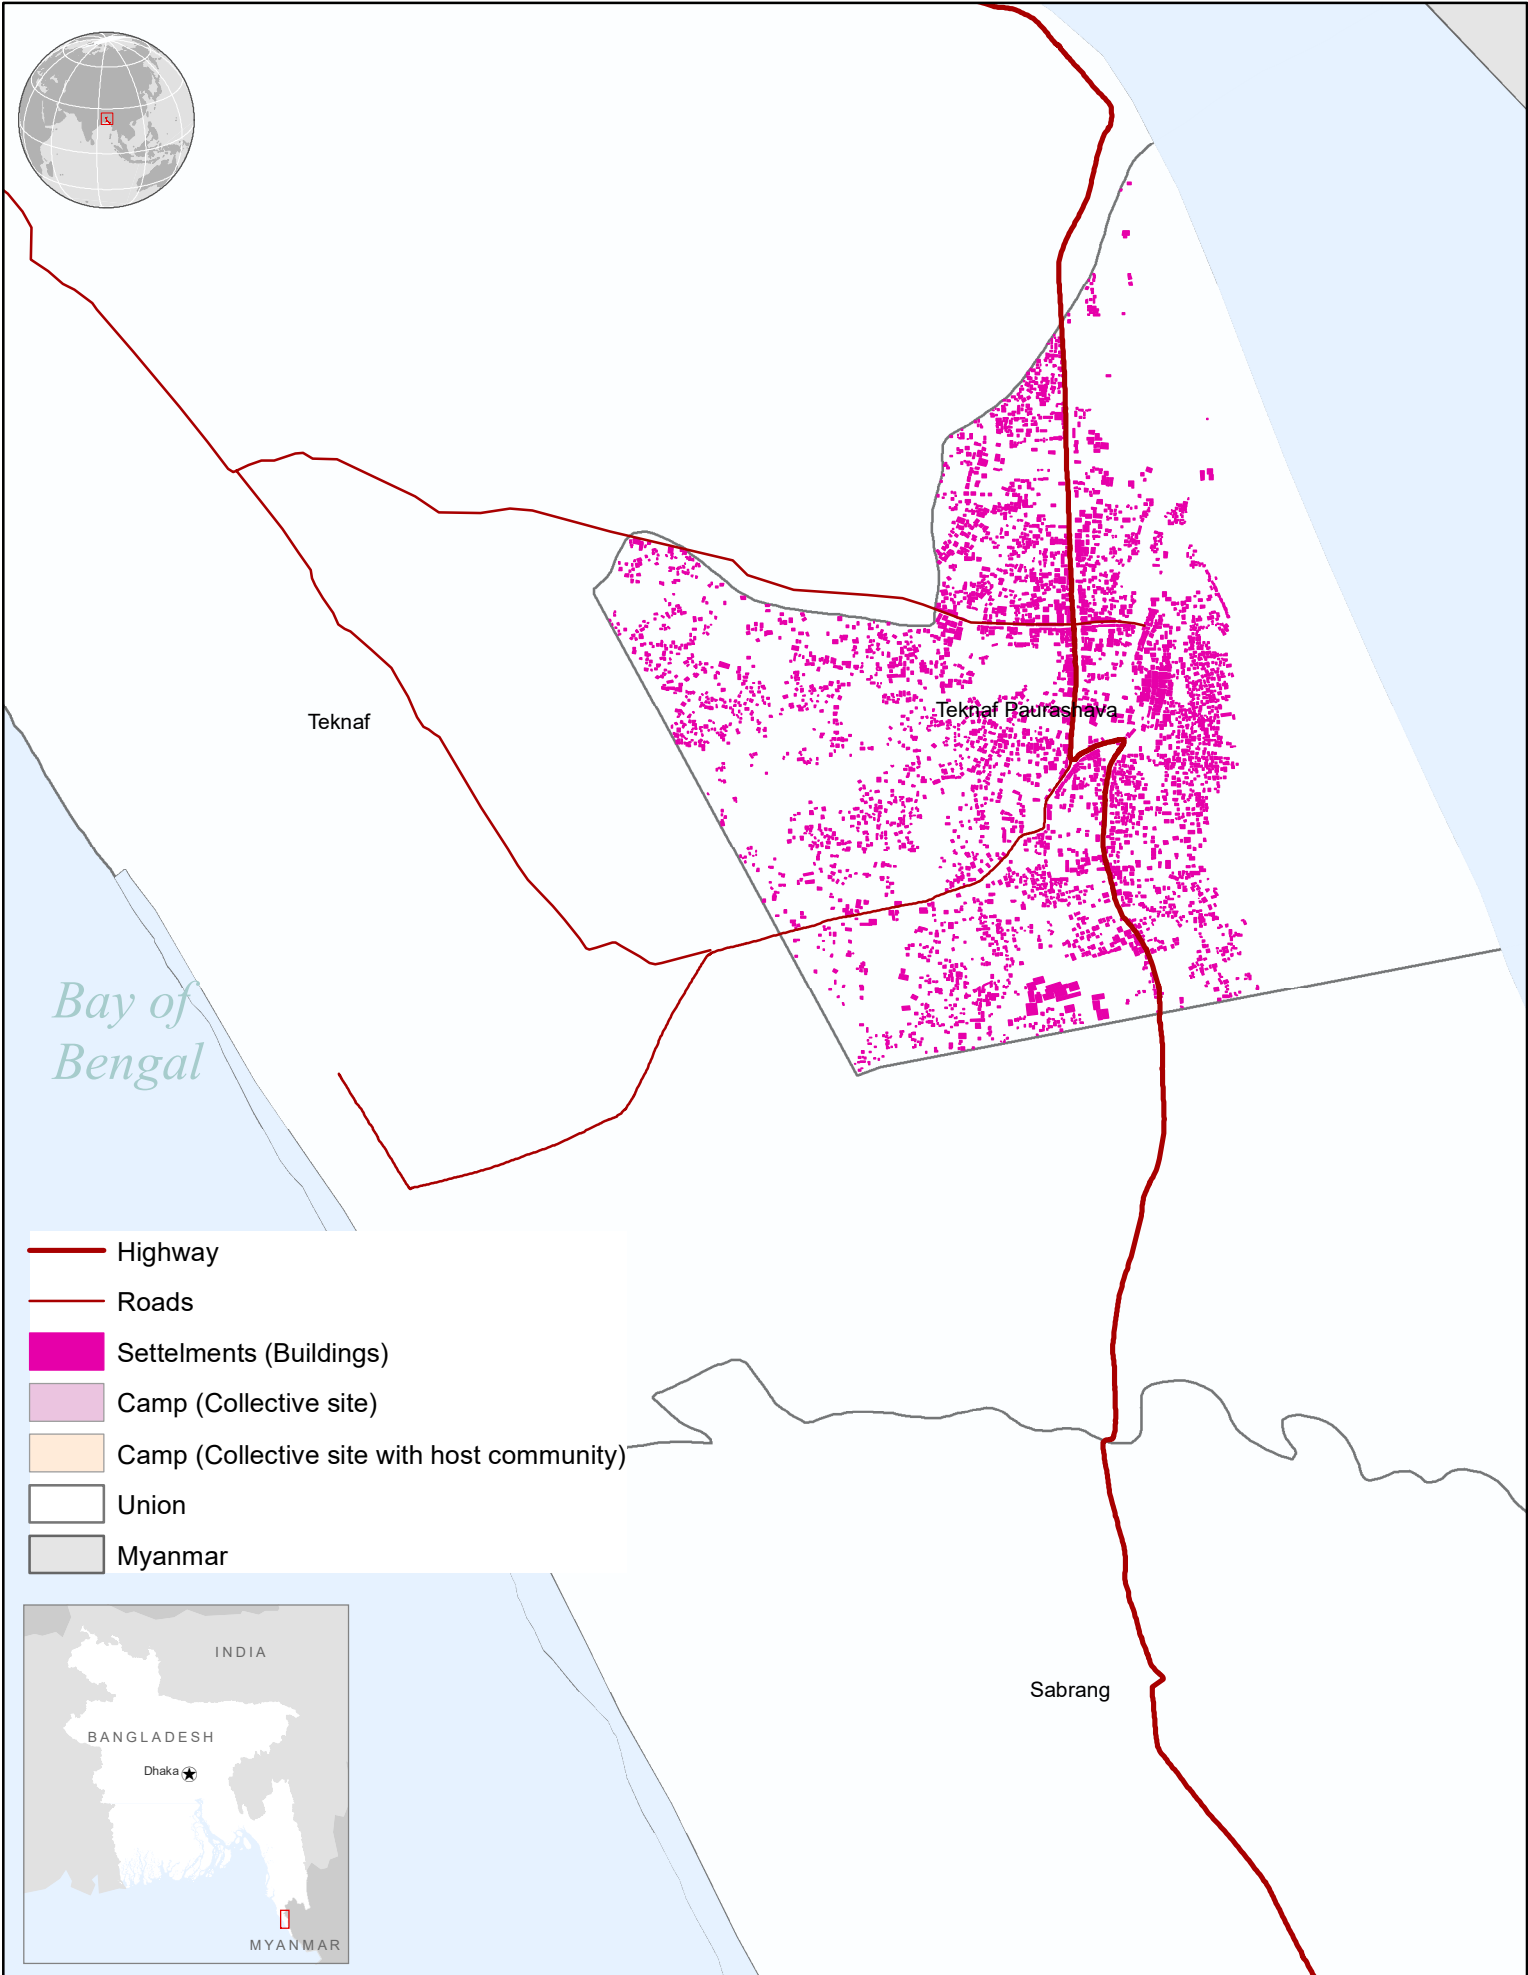 Teknaf Paurashava
Teknaf
Bay of
Bengal
Highway
Roads
Settelments (Buildings)
Camp (Collective site)
Camp (Collective site with host community)
Union
Myanmar
INDIA
BANGLADESH
Dhaka
MYANMAR
Sabrang